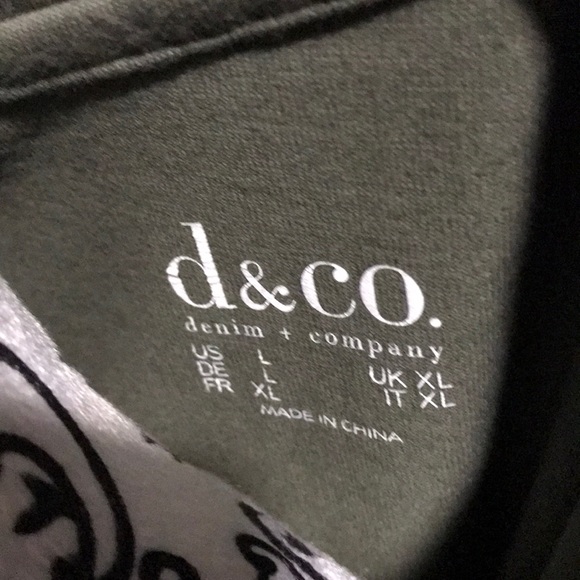 d&co.
denim + company
US L
DE L UK XL
FR XL IT XL
MADE IN CHINA